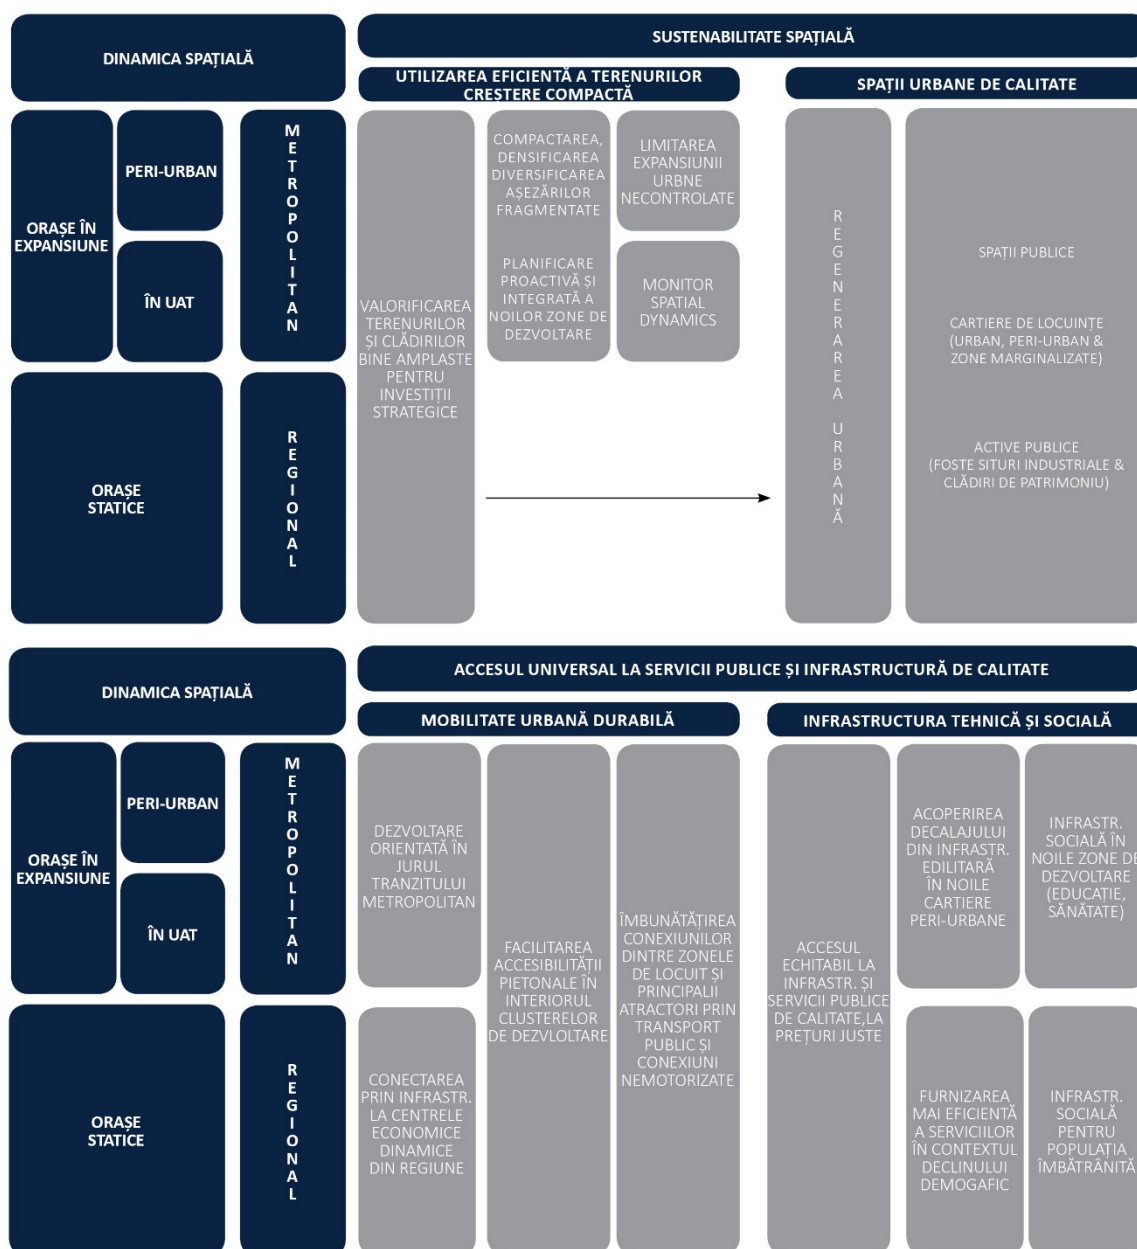 DINAMICA SPAȚIALĂ
SUSTENABILITATE SPAȚIALĂ
UTILIZAREA EFICIENTĂ A TERENURILOR
CREȘTERE COMPACTĂ
SPAȚII URBANE DE CALITATE
ORAȘE ÎN
EXPANSIUNE
PERI-URBAN
ÎN UAT
METROPOLITAN
ORAȘE
STATICE
REGIONAL
VALORIFICAREA
TERENURILOR
ȘI CLĂDIRILOR
BINE AMPLASTE
PENTRU
INVESTIȚII
STRATEGICE
COMPACTAREA,
DENSIFICAREA
DIVERSIFICAREA
AȘEZĂRILOR
FRAGMENTATE
PLANIFICARE
PROACTIVĂ ȘI
INTEGRATĂ A
NOILOR ZONE DE
DEZVOLTARE
LIMITAREA
EXPANSIUNII
URBNE
NECONTROLATE
MONITOR
SPATIAL
DYNAMICS
REGENERAREA URBANĂ
SPAȚII PUBLICE
CARTIERE DE LOCUINȚE
(URBAN, PERI-URBAN &
ZONE MARGINALIZATE)
ACTIVE PUBLICE
(FOSTE SITURI INDUSTRIALE &
CLĂDIRI DE PATRIMONIU)
DINAMICA SPAȚIALĂ
ACCESUL UNIVERSAL LA SERVICII PUBLICE ȘI INFRASTRUCTURĂ DE CALITATE
MOBILITATE URBANĂ DURABILĂ
INFRASTRUCTURA TEHNICĂ ȘI SOCIALĂ
ORAȘE ÎN
EXPANSIUNE
PERI-URBAN
ÎN UAT
METROPOLITAN
ORAȘE
STATICE
REGIONAL
DEZVOLTARE
ORIENTATĂ ÎN
JURUL
TRANZITULUI
METROPOLITAN
CONECTAREA
PRIN INFRASTR.
LA CENTRELE
ECONOMICE
DINAMICE
DIN REGIUNE
FACILITAREA
ACCESIBILITĂȚII
PIETONALE ÎN
INTERIORUL
CLUSTERELOR
DE DEZVLOLTARE
ÎMBUNĂTĂȚIREA
CONEXIUNILOR
DINTRE ZONELE
DE LOCUIT ȘI
PRINCIPALII
ATRACTORI PRIN
TRANSPORT
PUBLIC ȘI
CONEXIUNI
NEMOTORIZATE
ACCESUL
ECHITABIL LA
INFRASTR. ȘI
SERVICII PUBLICE
DE CALITATE,LA
PREȚURI JUSTE
ACOPERIREA
DECALAJULUI
DIN INFRASTR.
EDILITARĂ
ÎN NOILE
CARTIERE
PERI-URBANE
INFRASTR.
SOCIALĂ ÎN
NOILE ZONE DE
DEZVOLTARE
(EDUCAȚIE,
SĂNĂTATE)
FURNIZAREA
MAI EFICIENTĂ
A SERVICIILOR
ÎN CONTEXTUL
DECLINULUI
DEMOGAFIC
INFRASTR.
SOCIALĂ
PENTRU
POPULAȚIA
ÎMBĂTRÂNITĂ